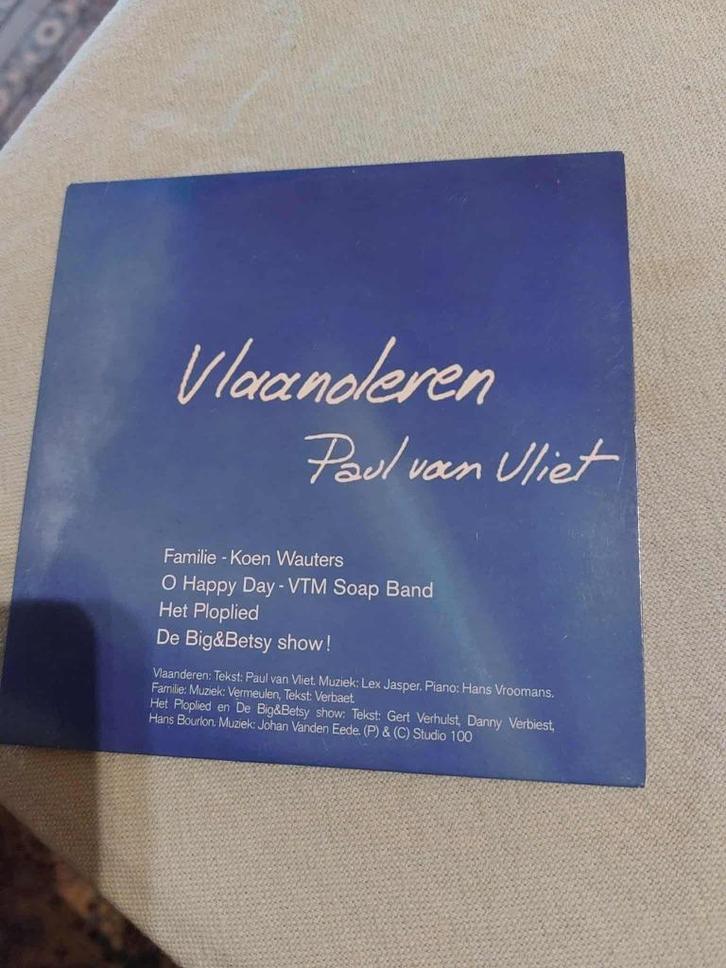 Vlaanderen
Paul van Vliet
Familie - Koen Wauters
O Happy Day - VTM Soap Band
Het Ploplied
De Big&Betsy show!
Vlaanderen: Tekst: Paul van Vliet. Muziek: Lex Jasper. Piano: Hans Vroomans.
Familie: Muziek: Vermeulen, Tekst: Verbaet.
Het Ploplied en De Big&Betsy show: Tekst: Gert Verhulst, Danny Verbiest,
Hans Bourlon. Muziek: Johan Vanden Eede. (P) & (C) Studio 100